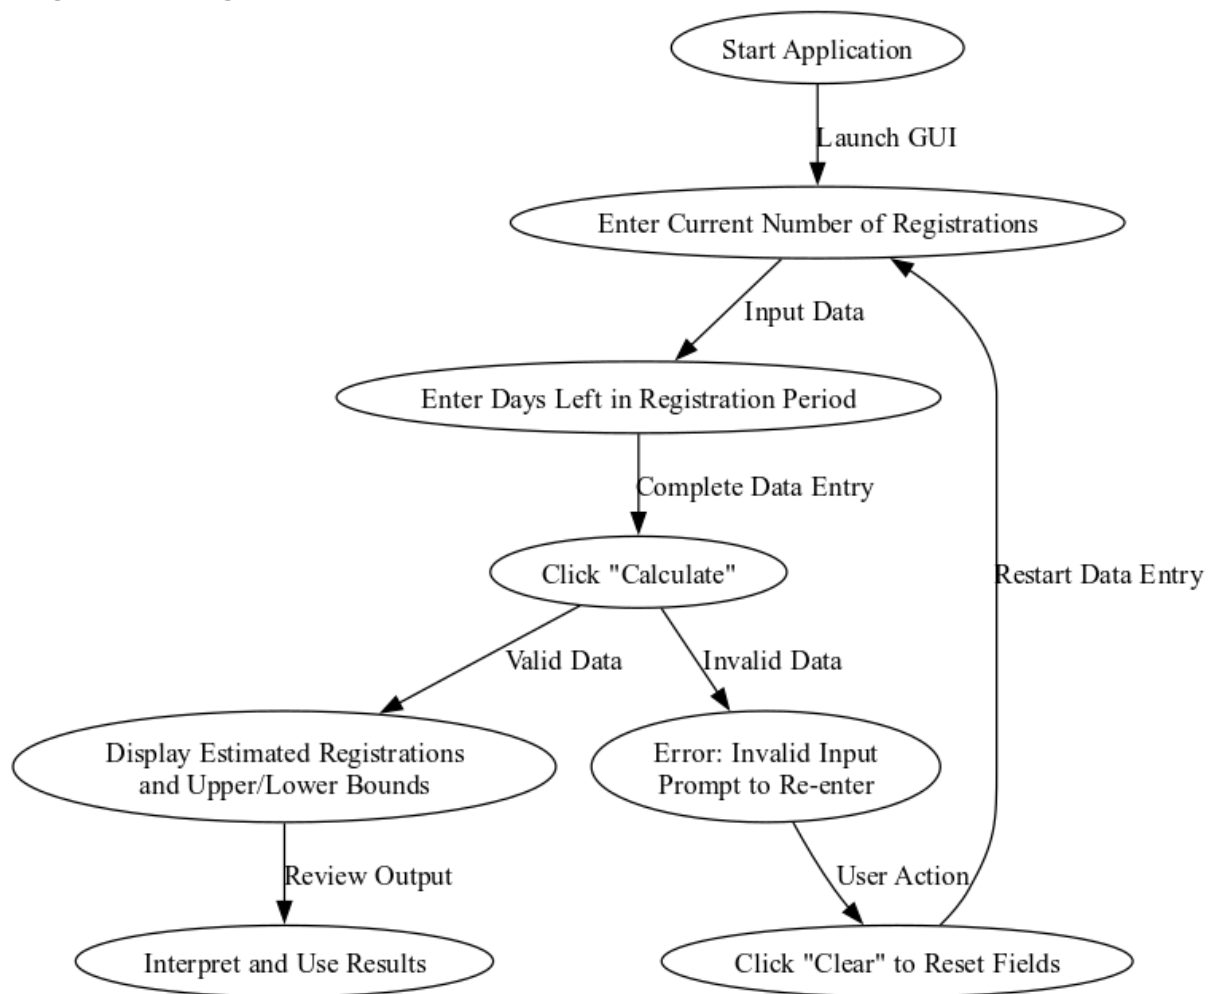 Start Application
Launch GUI
Enter Current Number of Registrations
Input Data
Enter Days Left in Registration Period
Complete Data Entry
Click "Calculate"
Restart Data Entry
Valid Data
Invalid Data
Display Estimated Registrations
and Upper/Lower Bounds
Error: Invalid Input
Prompt to Re-enter
Review Output
User Action
Interpret and Use Results
Click "Clear" to Reset Fields